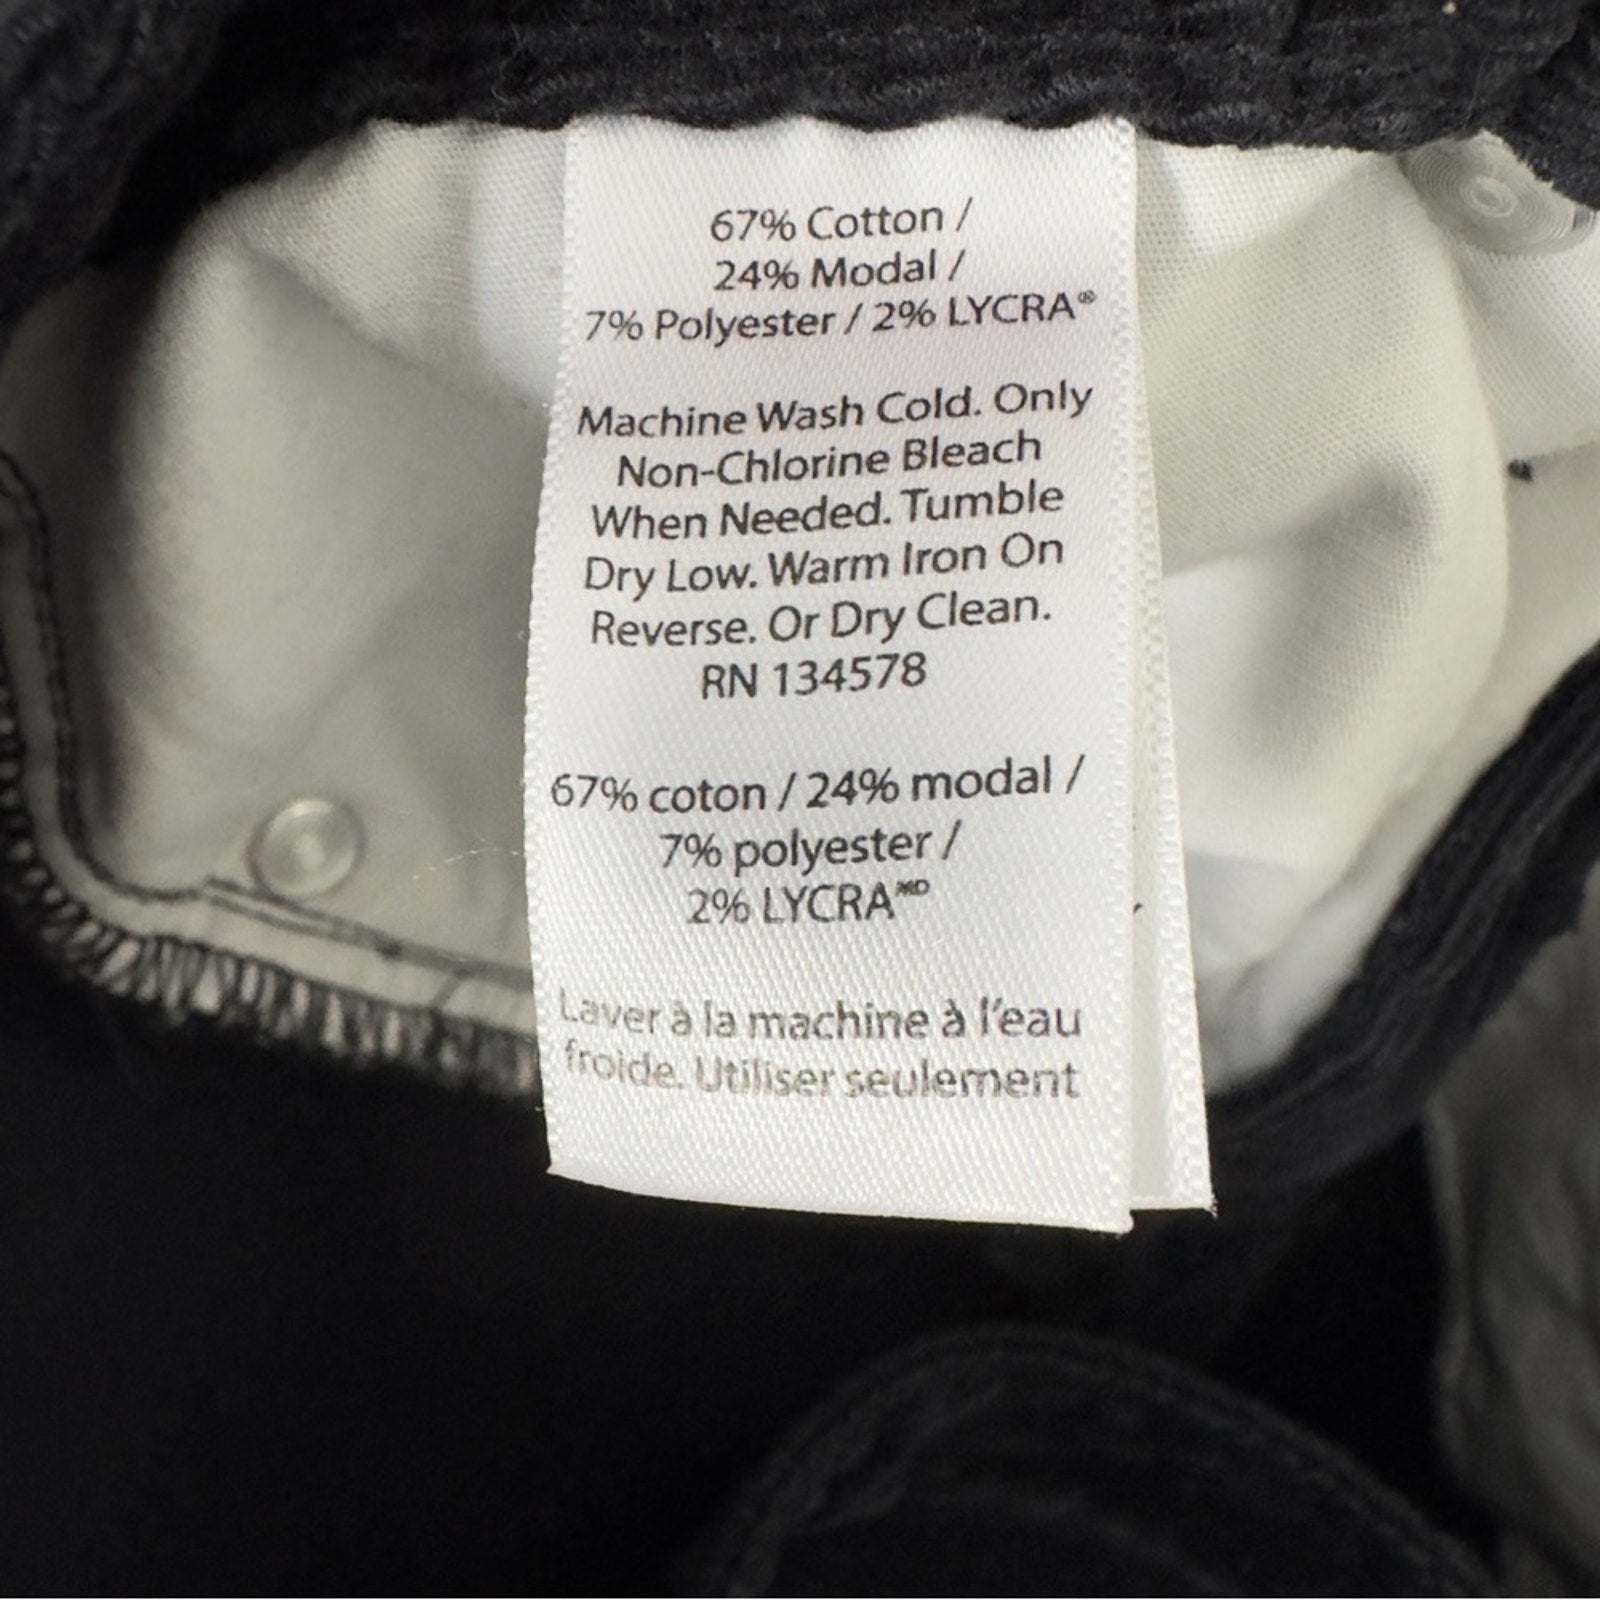 67% Cotton /
24% Modal /
7% Polyester / 2% LYCRA®
Machine Wash Cold. Only
Non-Chlorine Bleach
When Needed. Tumble
Dry Low. Warm Iron On
Reverse. Or Dry Clean.
RN 134578
67% coton / 24% modal /
7% polyester /
2% LYCRA MD
Laver à la machine à l'eau
froide. Utiliser seulement